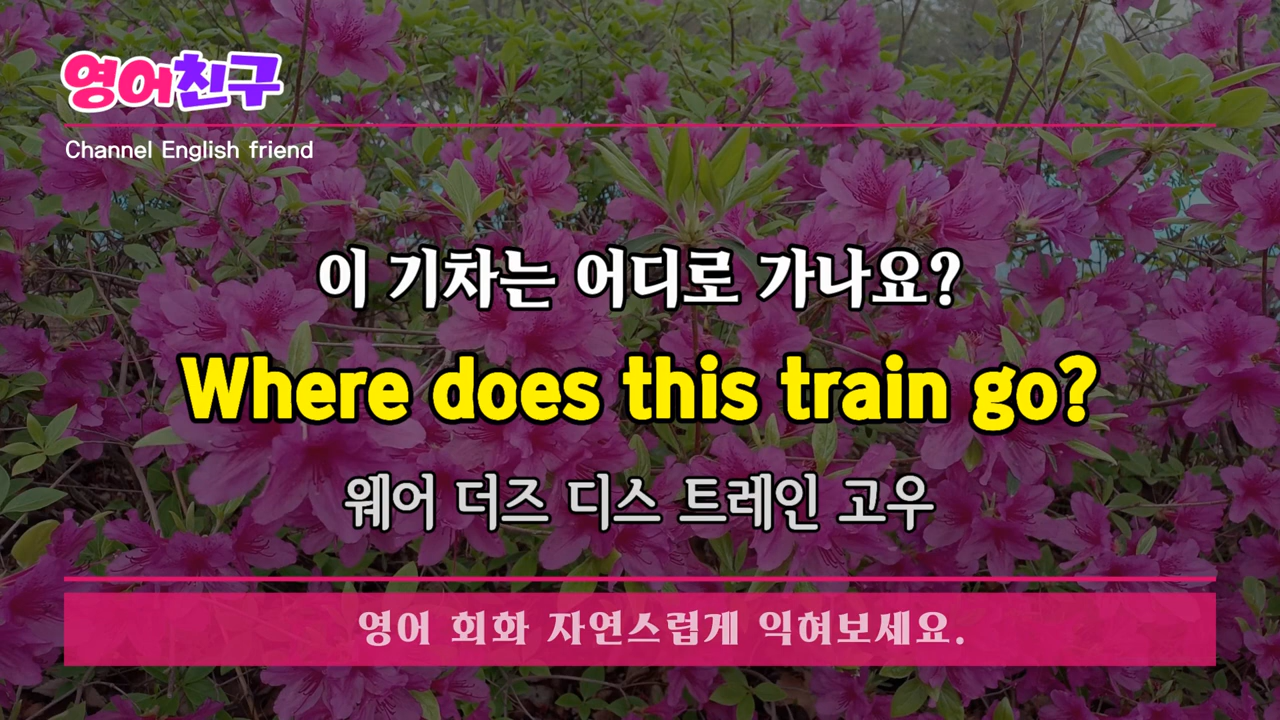 영어친구
Channel English friend
이 기차는 어디로 가나요?
Where does this train go?
웨어 더즈 디스 트레인 고우
영어 회화 자연스럽게 익혀보세요.